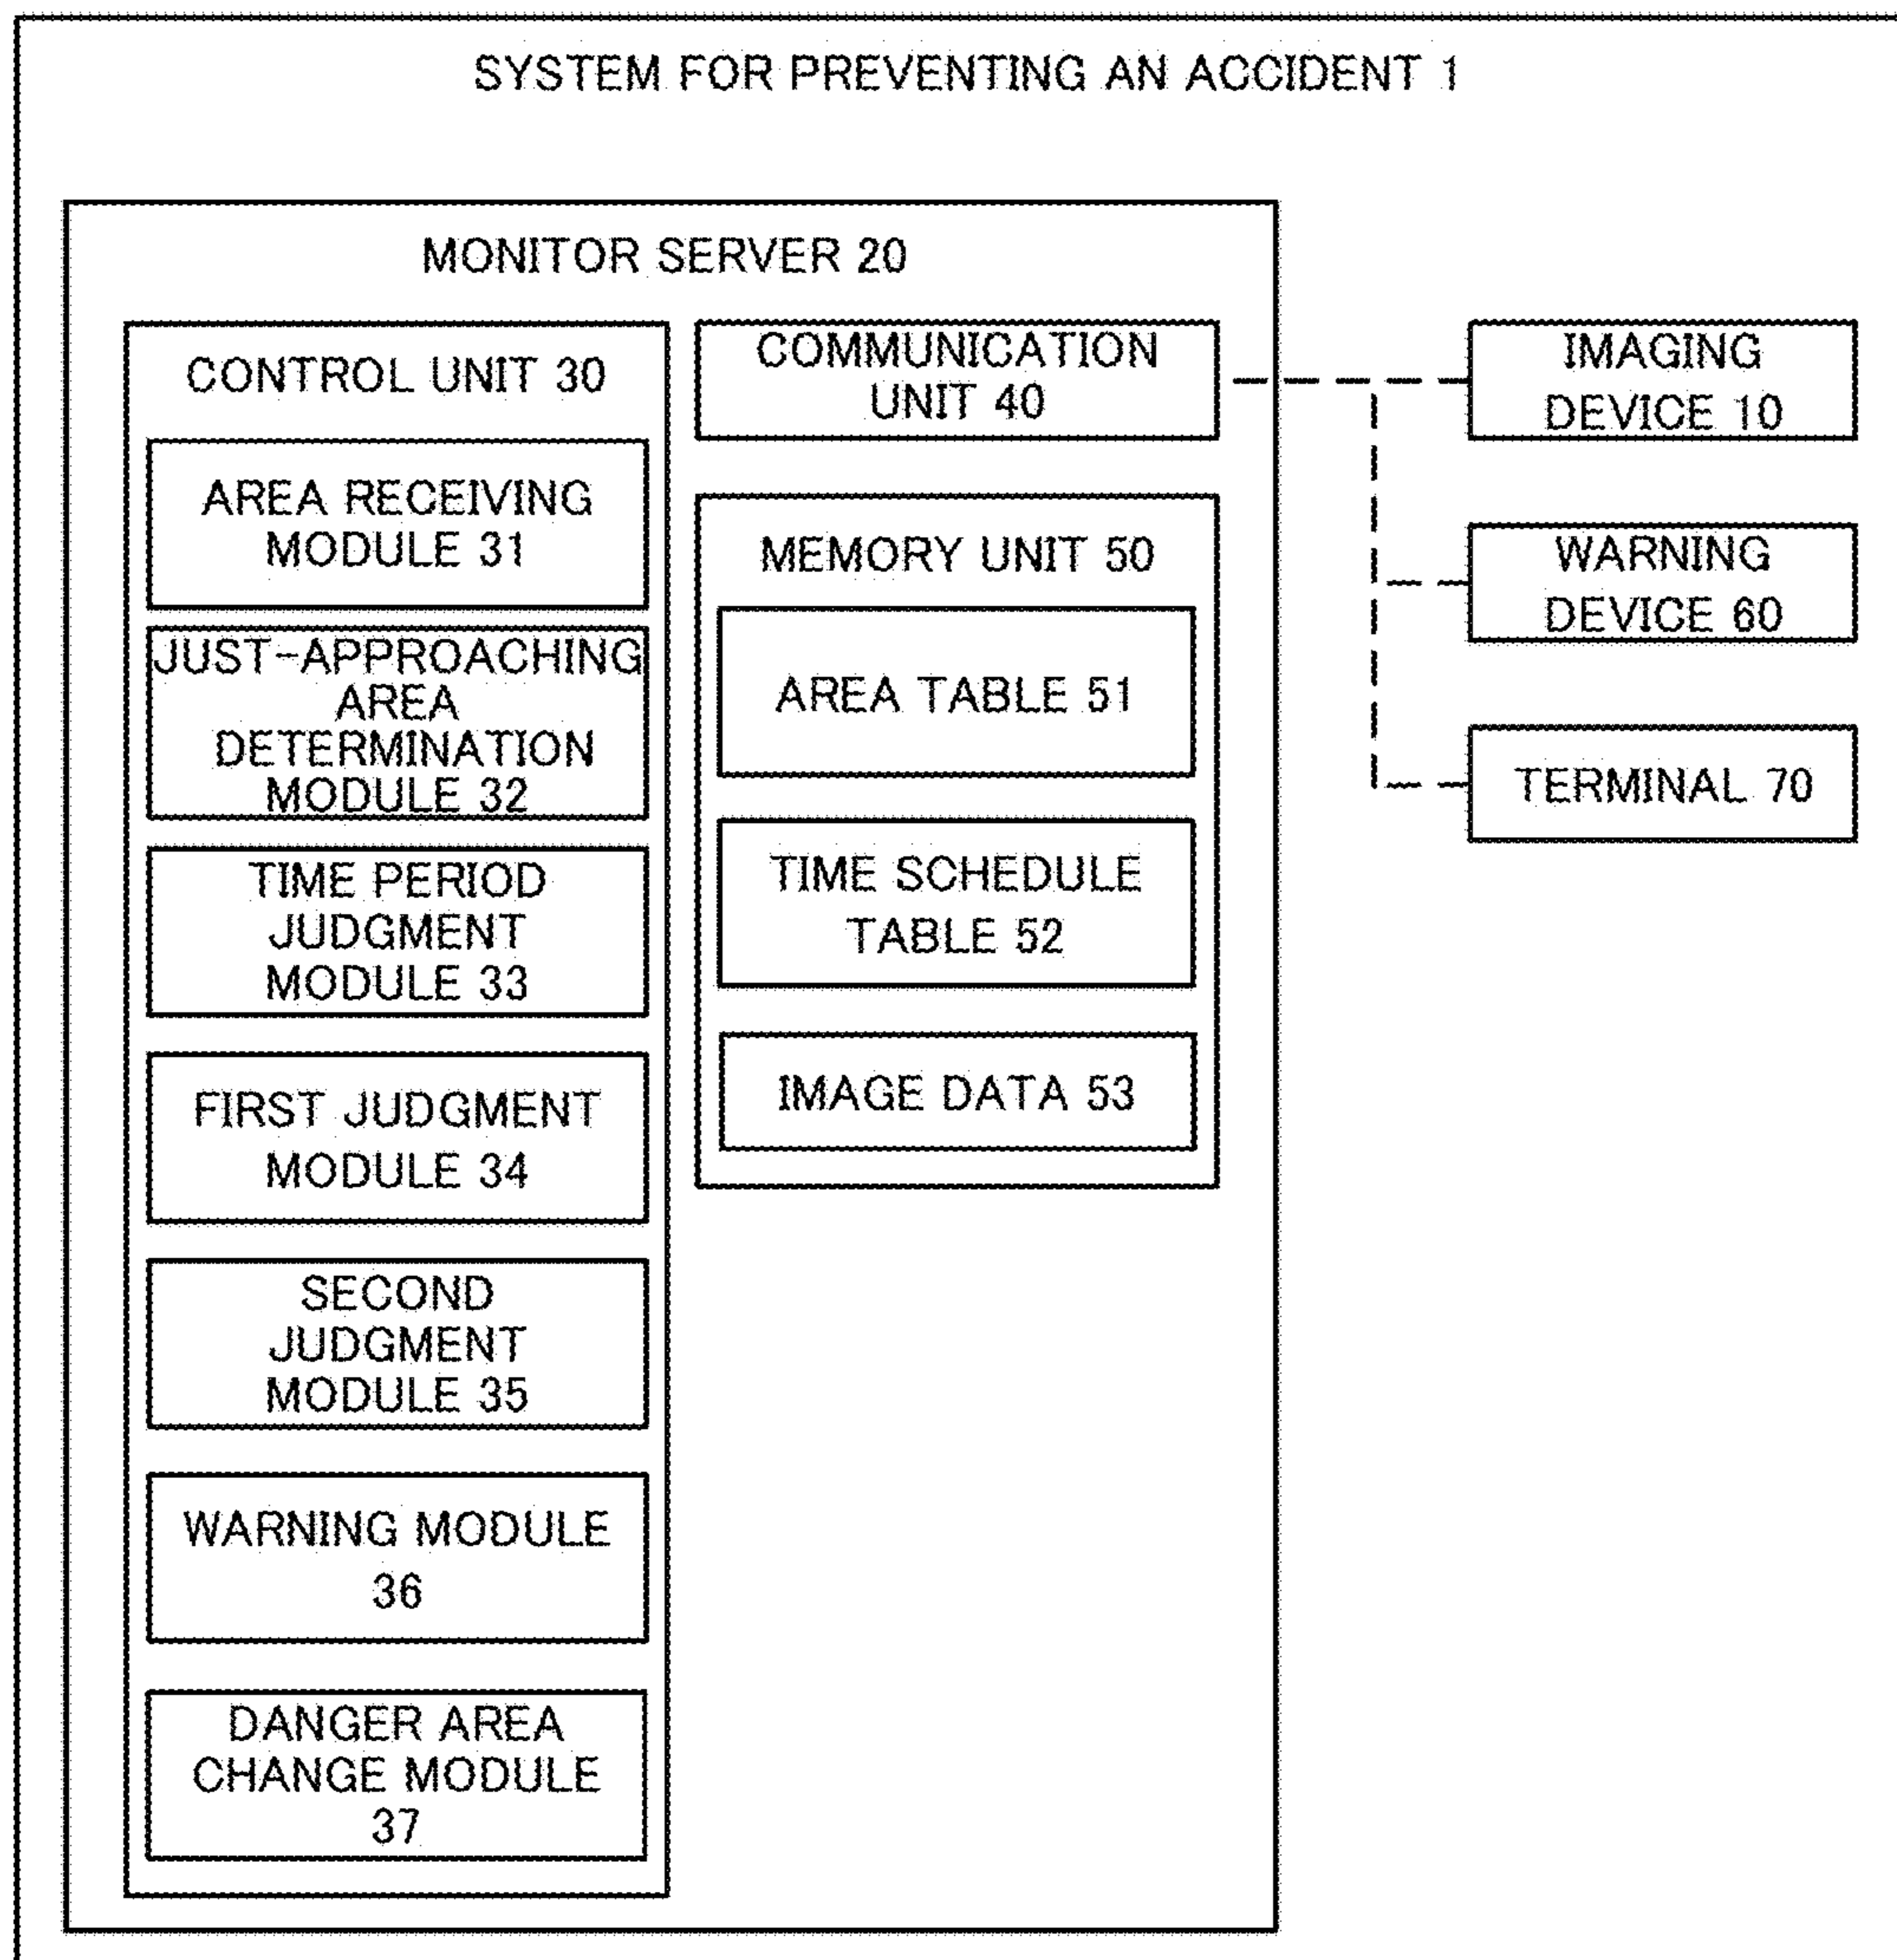 SYSTEM FOR PREVENTING AN ACCIDENT 1
MONITOR SERVER 20
CONTROL UNIT 30
AREA RECEIVING
MODULE 31
JUST-APPROACHING
AREA
DETERMINATION
MODULE 32
TIME PERIOD
JUDGMENT
MODULE 33
FIRST JUDGMENT
MODULE 34
SECOND
JUDGMENT
MODULE 35
WARNING MODULE
36
DANGER AREA
CHANGE MODULE
37
COMMUNICATION
UNIT 40
MEMORY UNIT 50
AREA TABLE 51
TIME SCHEDULE
TABLE 52
IMAGE DATA 53
IMAGING
DEVICE 10
WARNING
DEVICE 60
TERMINAL 70